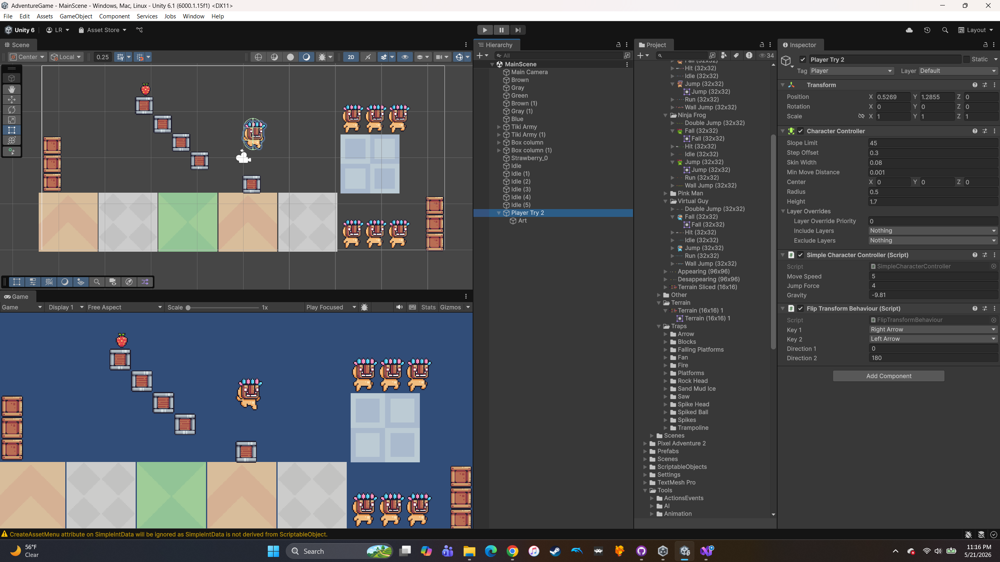 AdventureGame - MainScene - Windows, Mac, Linux - Unity 6.1 (6000.1.15f1) <DX11>
File Edit Assets GameObject Component Services Jobs Window Help
Unity 6 LR Asset Store Layout
Scene
Center Local 0.25 2D
Game
Game Display 1 Free Aspect Scale 1x Play Focused Stats Gizmos
Hierarchy
All
MainScene
Main Camera
Brown
Gray
Green
Brown (1)
Gray (1)
Blue
Tiki Army
Tiki Army (1)
Box column
Box column (1)
Strawberry_0
Idle
Idle (1)
Idle (2)
Idle (3)
Idle (4)
Idle (5)
Player Try 2
Art
Project
34
Fall (32x32)
Hit (32x32)
Idle (32x32)
Jump (32x32)
Jump (32x32)
Run (32x32)
Wall Jump (32x32)
Ninja Frog
Double Jump (32x32)
Fall (32x32)
Fall (32x32)
Hit (32x32)
Idle (32x32)
Jump (32x32)
Jump (32x32)
Run (32x32)
Wall Jump (32x32)
Pink Man
Virtual Guy
Double Jump (32x32)
Fall (32x32)
Fall (32x32)
Hit (32x32)
Idle (32x32)
Jump (32x32)
Run (32x32)
Wall Jump (32x32)
Appearing (96x96)
Desappearing (96x96)
Terrain Sliced (16x16)
Other
Terrain
Terrain (16x16) 1
Terrain (16x16) 1
Traps
Arrow
Blocks
Falling Platforms
Fan
Fire
Platforms
Rock Head
Sand Mud Ice
Saw
Spike Head
Spiked Ball
Spikes
Trampoline
Scenes
Pixel Adventure 2
Prefabs
Scenes
ScriptableObjects
Settings
TextMesh Pro
Tools
ActionsEvents
AI
Animation
Inspector
Player Try 2 Static
Tag Player Layer Default
Transform
Position X 0.5269 Y 1.2855 Z 0
Rotation X 0 Y 0 Z 0
Scale X 1 Y 1 Z 1
Character Controller
Slope Limit 45
Step Offset 0.3
Skin Width 0.08
Min Move Distance 0.001
Center X 0 Y 0 Z 0
Radius 0.5
Height 1.7
Layer Overrides
Layer Override Priority 0
Include Layers Nothing
Exclude Layers Nothing
Simple Character Controller (Script)
Script SimpleCharacterController
Move Speed 5
Jump Force 4
Gravity -9.81
Flip Transform Behaviour (Script)
Script FlipTransformBehaviour
Key 1 Right Arrow
Key 2 Left Arrow
Direction 1 0
Direction 2 180
Add Component
CreateAssetMenu attribute on SimpleIntData will be ignored as SimpleIntData is not derived from ScriptableObject.
56°F
Clear
Search
11:16 PM
5/21/2026